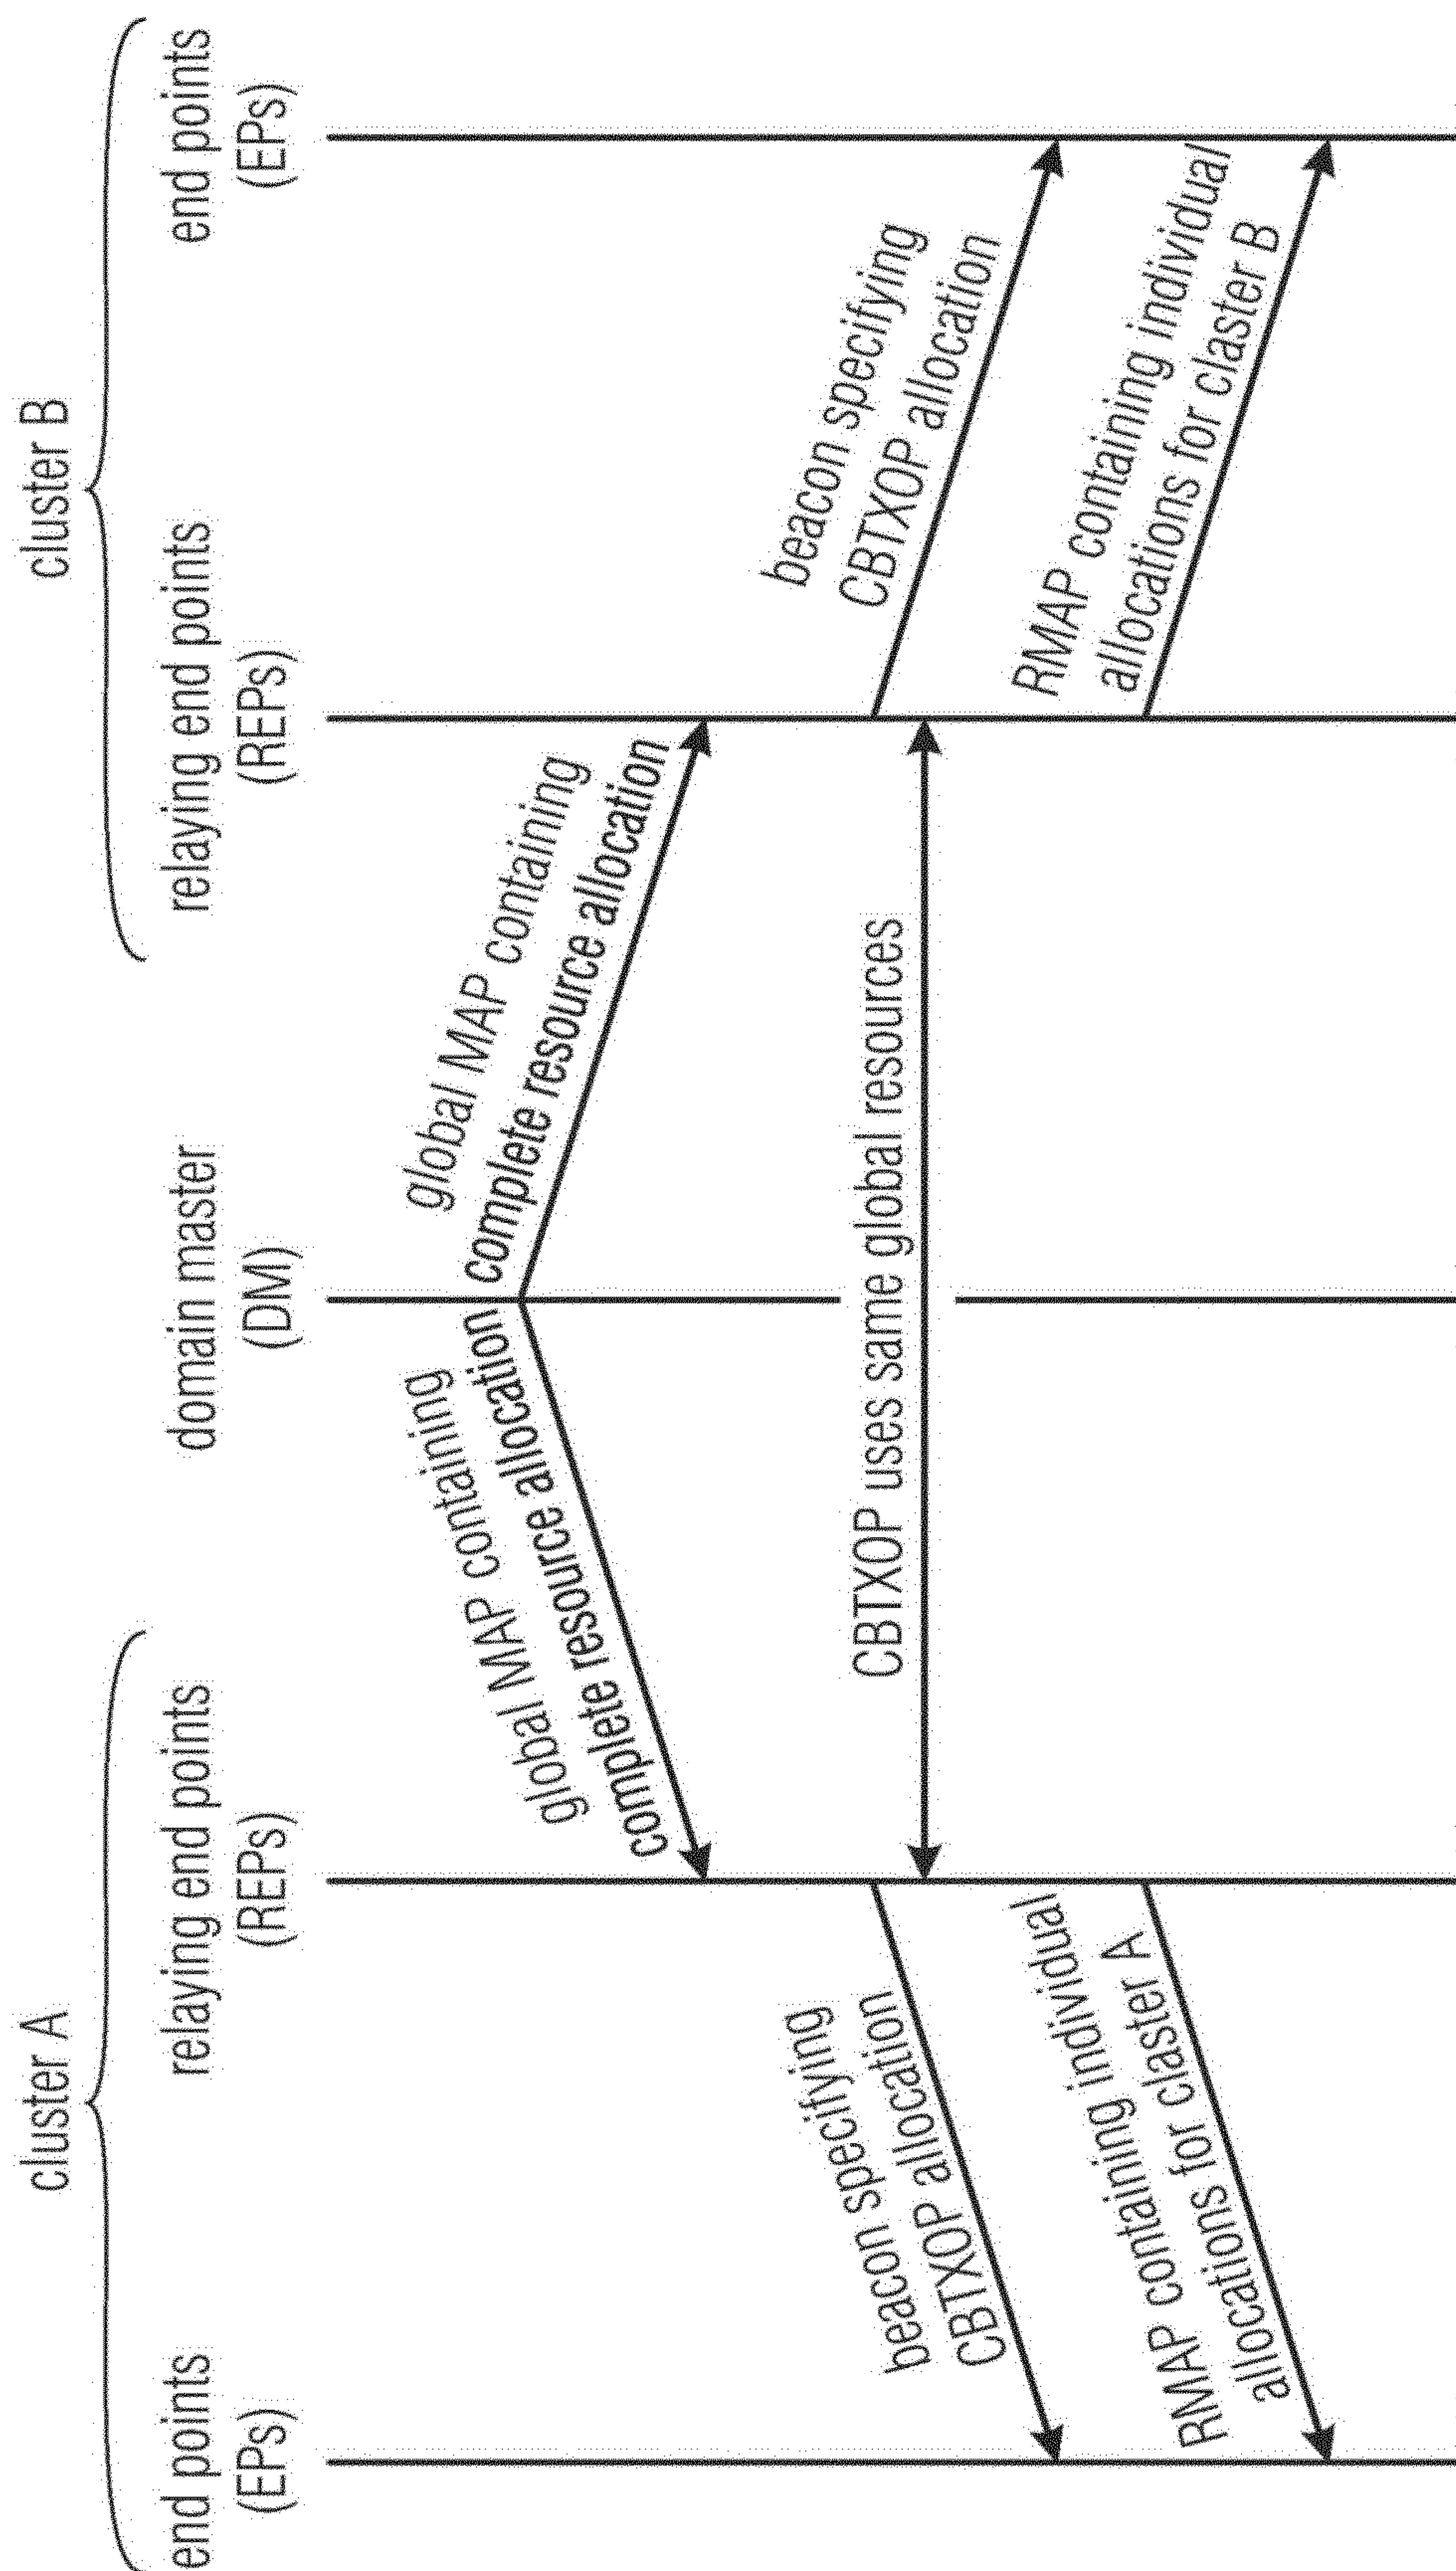 cluster A
cluster B
end points
(EPs)
relaying end points
(REPs)
domain master
(DM)
relaying end points
(REPs)
end points
(EPs)
global MAP containing
complete resource allocation
global MAP containing
complete resource allocation
beacon specifying
CBTXOP allocation
CBTXOP uses same global resources
beacon specifying
CBTXOP allocation
RMAP containing individual
allocations for claster A
RMAP containing individual
allocations for claster B